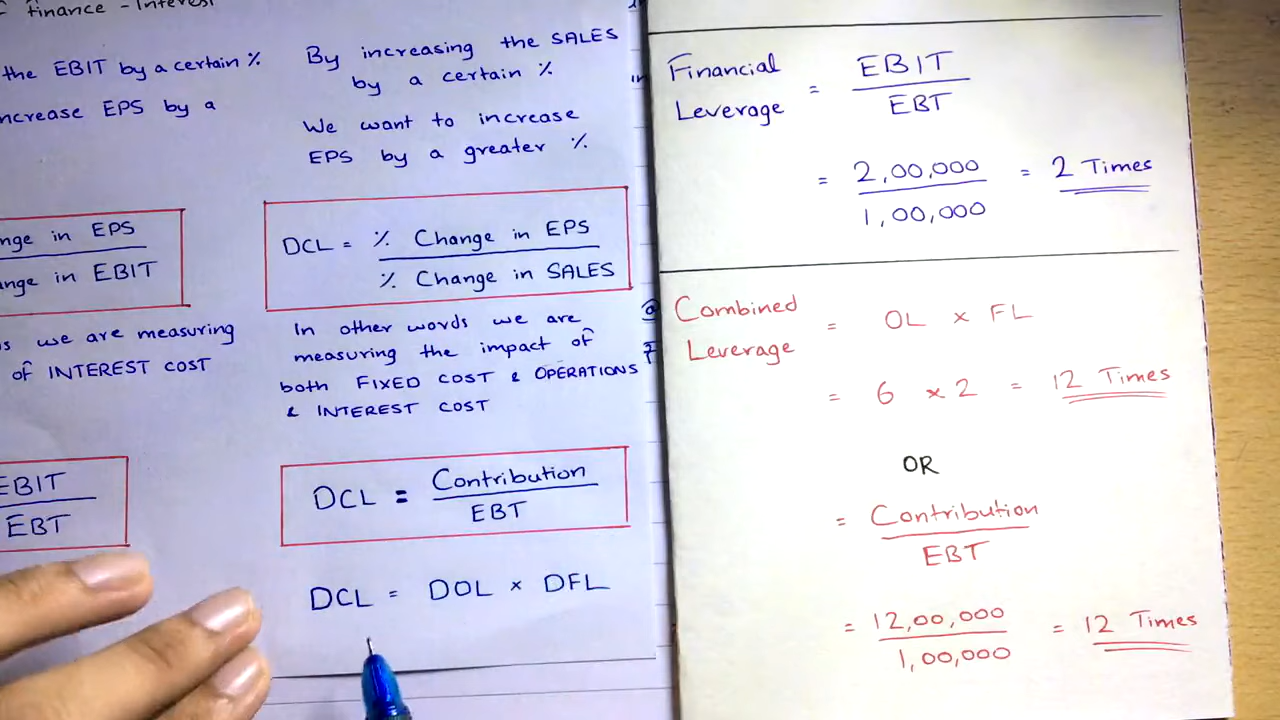 finance - Interest
the EBIT by a certain %
ncrease EPS by a
nge in EPS
nge in EBIT
s we are measuring
of INTEREST COST
EBIT
EBT
By increasing the SALES
by a certain %
We want to increase
EPS by a greater %
DCL = % Change in EPS
% Change in SALES
In other words we are
measuring the impact of
both FIXED COST & OPERATIONS
& INTEREST COST
DCL = Contribution
EBT
DCL = DOL × DFL
Financial
Leverage = EBIT
EBT
= 2,00,000 = 2 Times
1,00,000
Combined
Leverage = OL × FL
= 6 × 2 = 12 Times
OR
= Contribution
EBT
= 12,00,000 = 12 Times
1,00,000